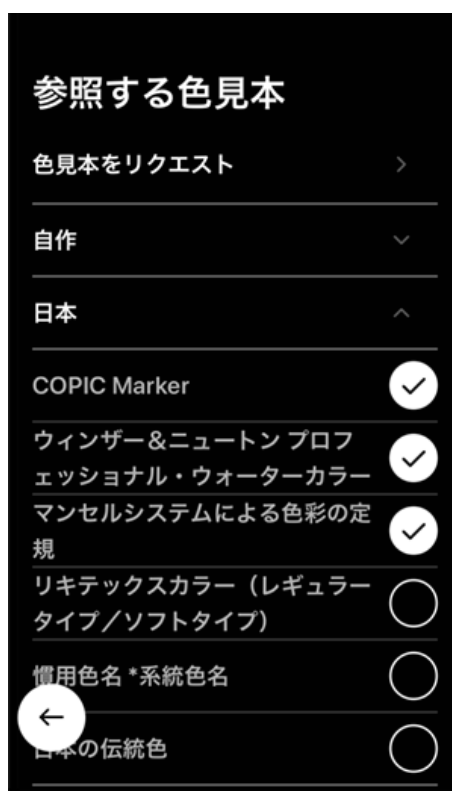 参照する色見本
色見本をリクエスト
自作
日本
COPIC Marker
ウィンザー＆ニュートン プロフ
ェッショナル・ウォーターカラー
マンセルシステムによる色彩の定
規
リキテックスカラー（レギュラー
タイプ／ソフトタイプ）
慣用色名 *系統色名
日本の伝統色